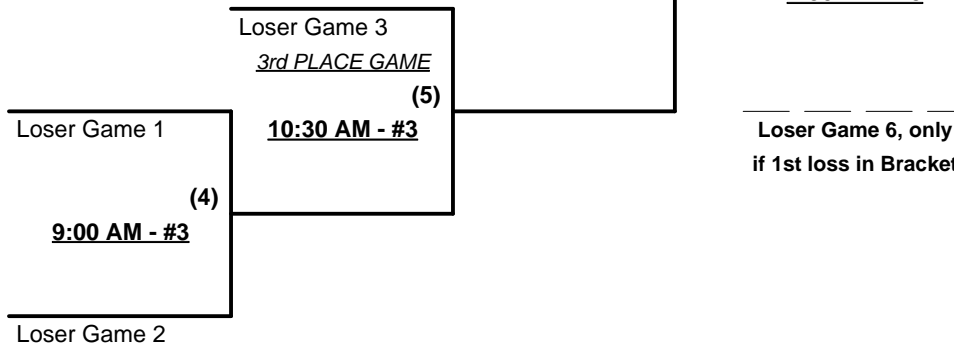 Loser Game 3
3rd PLACE GAME
(5)
10:30 AM - #3
Loser Game 1
(4)
9:00 AM - #3
Loser Game 2
Loser Game 6, only
if 1st loss in Bracket